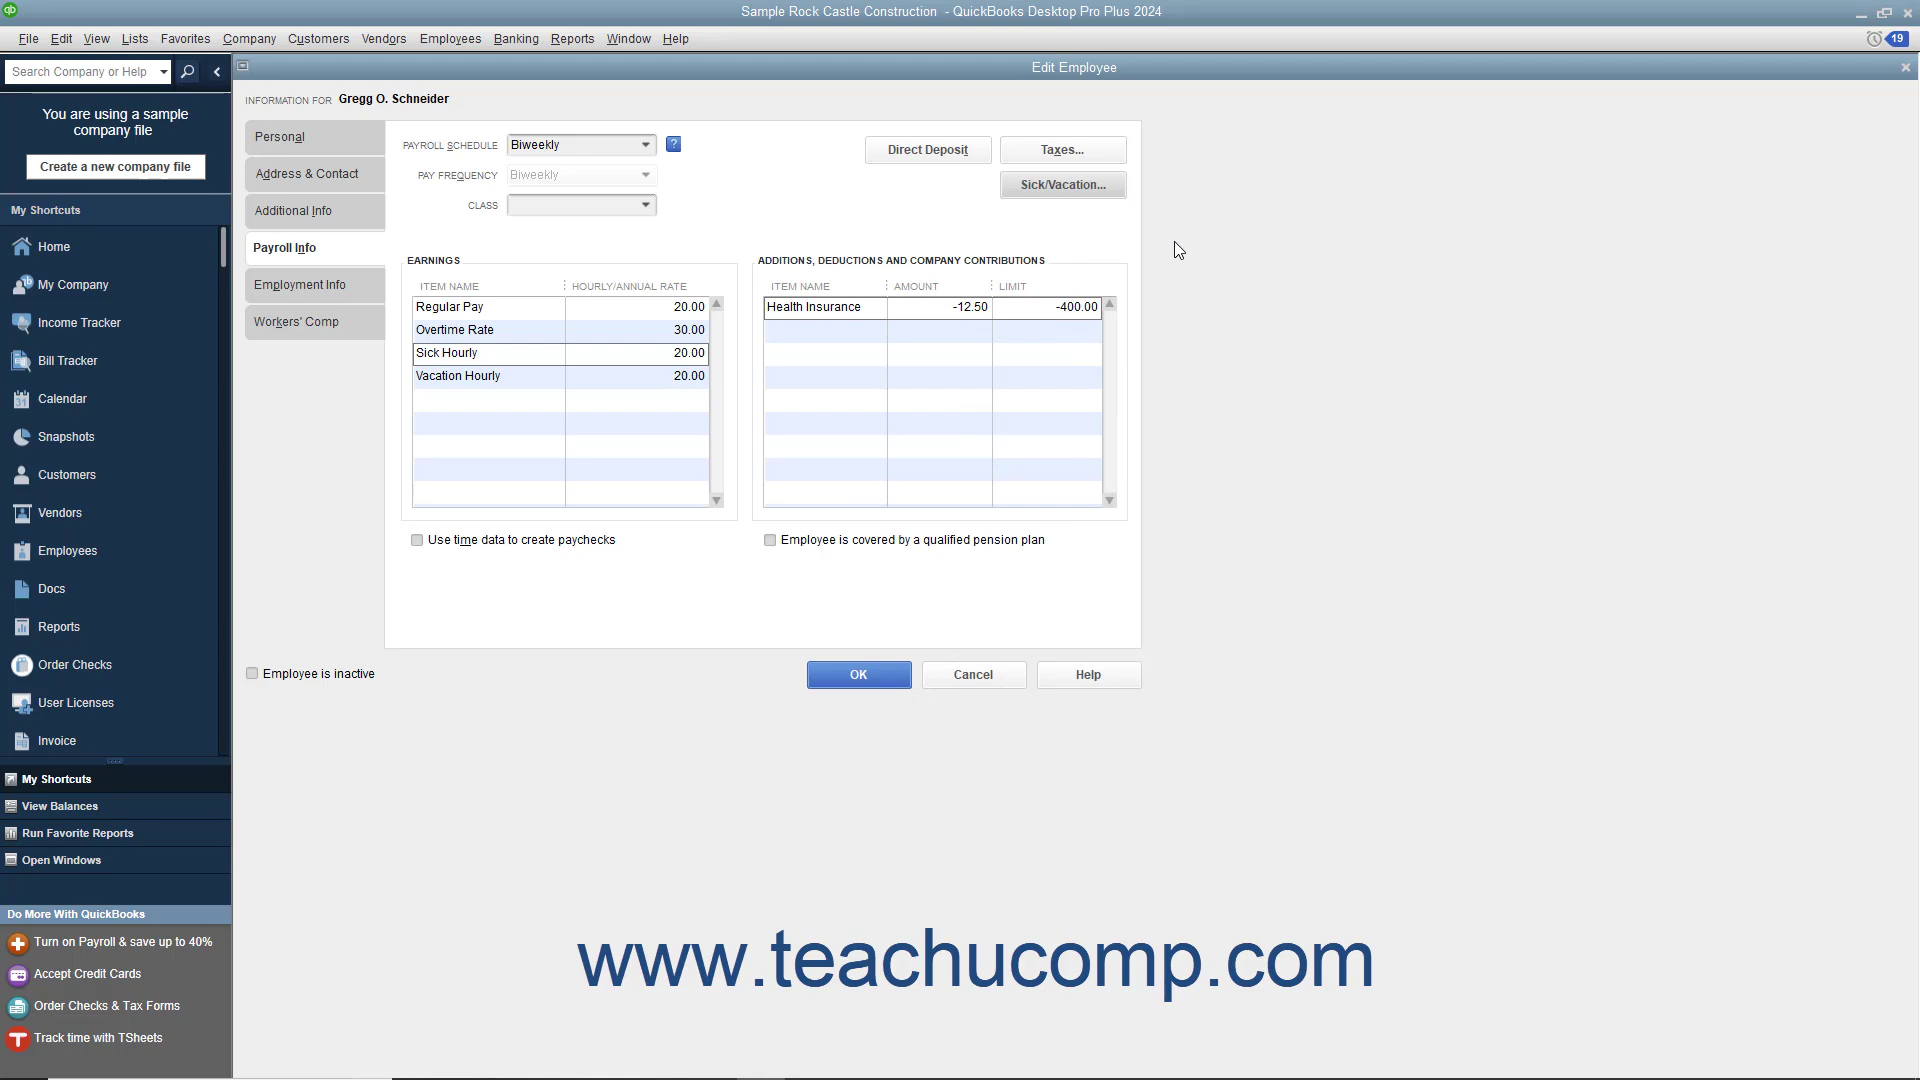 Sample Rock Castle Construction - QuickBooks Desktop Pro Plus 2024
File Edit View Lists Favorites Company Customers Vendors Employees Banking Reports Window Help
19
Search Company or Help
Edit Employee
You are using a sample
company file
Create a new company file
My Shortcuts
Home
My Company
Income Tracker
Bill Tracker
Calendar
Snapshots
Customers
Vendors
Employees
Docs
Reports
Order Checks
User Licenses
Invoice
My Shortcuts
View Balances
Run Favorite Reports
Open Windows
Do More With QuickBooks
Turn on Payroll & save up to 40%
Accept Credit Cards
Order Checks & Tax Forms
Track time with TSheets
INFORMATION FOR Gregg O. Schneider
Personal
Address & Contact
Additional Info
Payroll Info
Employment Info
Workers' Comp
PAYROLL SCHEDULE Biweekly ?
PAY FREQUENCY Biweekly
CLASS
Direct Deposit Taxes...
Sick/Vacation...
EARNINGS
ITEM NAME HOURLY/ANNUAL RATE
Regular Pay 20.00
Overtime Rate 30.00
Sick Hourly 20.00
Vacation Hourly 20.00
Use time data to create paychecks
ADDITIONS, DEDUCTIONS AND COMPANY CONTRIBUTIONS
ITEM NAME AMOUNT LIMIT
Health Insurance -12.50 -400.00
Employee is covered by a qualified pension plan
Employee is inactive
OK Cancel Help
www.teachucomp.com